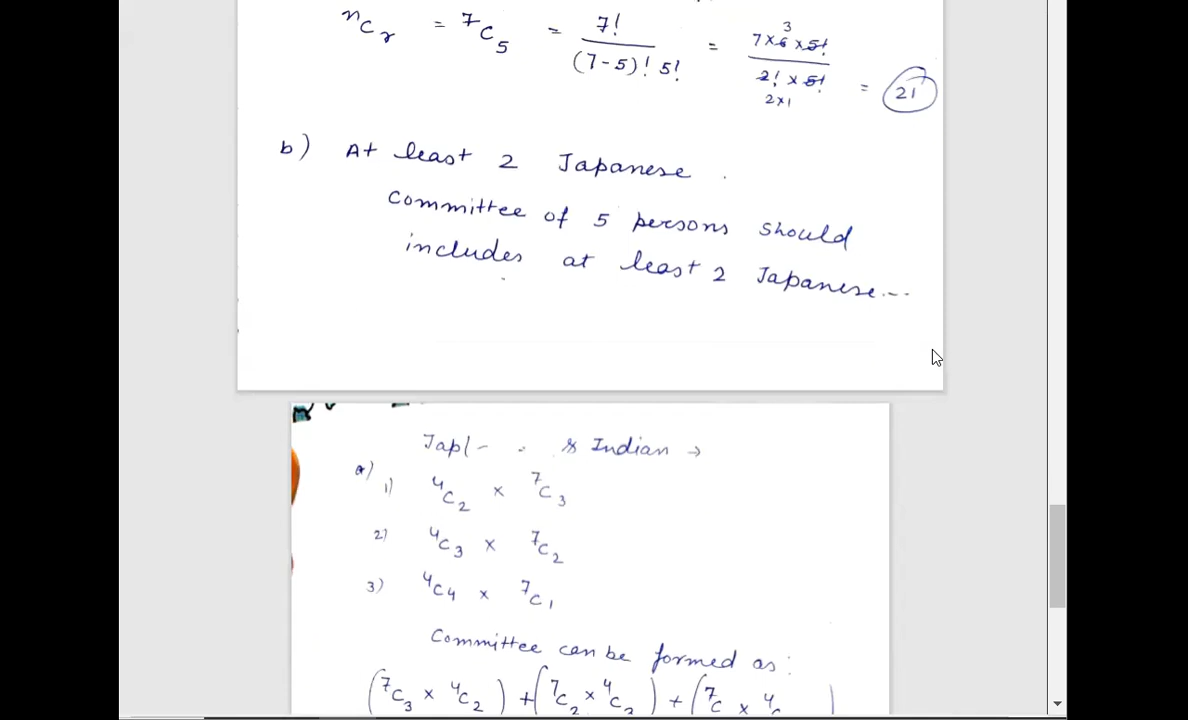 ⁿCᵣ = ⁷C₅ = 7! / (7-5)! 5! = 7×6×5! / 2!×5! = 21
3
2×1
b) At least 2 Japanese .
Committee of 5 persons should
includes at least 2 Japanese...
Jap|- & Indian →
a) 1) ⁴C₂ × ⁷C₃
2) ⁴C₃ × ⁷C₂
3) ⁴C₄ × ⁷C₁
Committee can be formed as:
(⁷C₃ × ⁴C₂) + (⁷C₂ × ⁴C₃) + (⁷C × ⁴C )